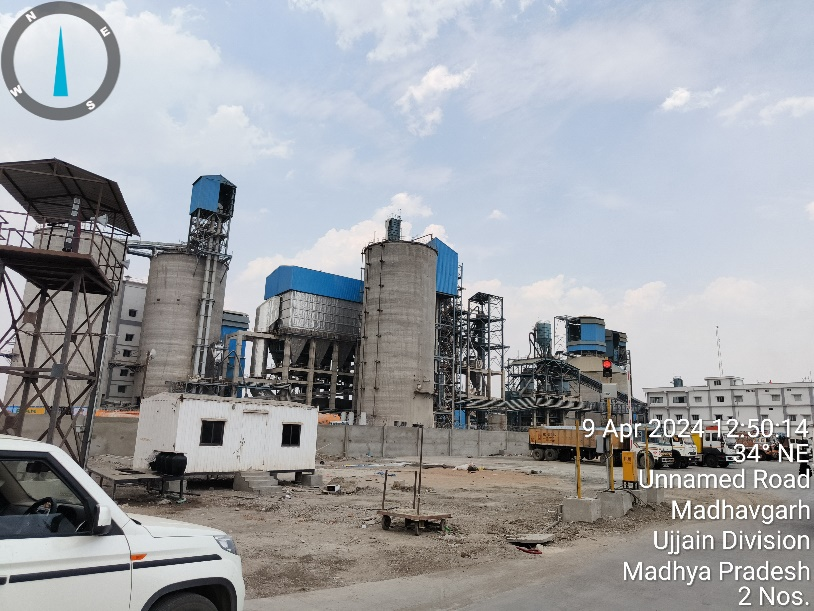 N
E
W
S
9 Apr 2024 12:50:14
34° NE
Unnamed Road
Madhavgarh
Ujjain Division
Madhya Pradesh
2 Nos.